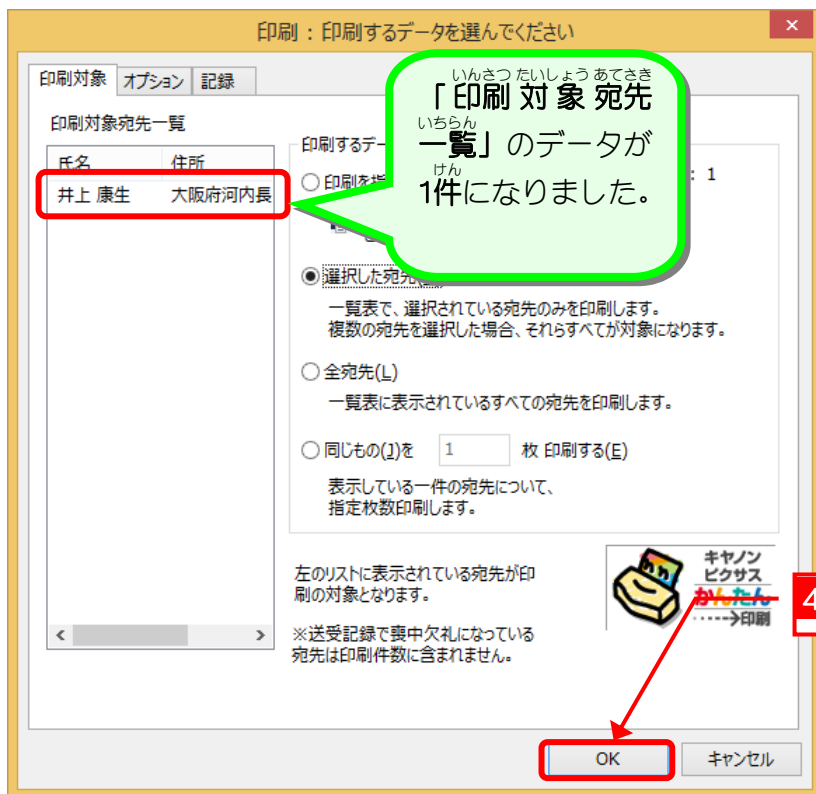 印刷：印刷するデータを選んでください
印刷対象 オプション 記録
いんさつ たいしょう あてさき
「印刷 対象 宛先
いちらん
一覧」のデータが
けん
1件になりました。
印刷対象宛先一覧
氏名 住所
井上 康生 大阪府河内長
印刷するデー
: 1
選択した宛先
一覧表で、選択されている宛先のみを印刷します。
複数の宛先を選択した場合、それらすべてが対象になります。
全宛先(L)
一覧表に表示されているすべての宛先を印刷します。
同じもの(J)を 1 枚 印刷する(E)
表示している一件の宛先について、
指定枚数印刷します。
左のリストに表示されている宛先が印
刷の対象となります。
※送受記録で喪中欠礼になっている
宛先は印刷件数に含まれません。
キヤノン
ピクサス
かんたん
‥‥→印刷
4
OK キャンセル